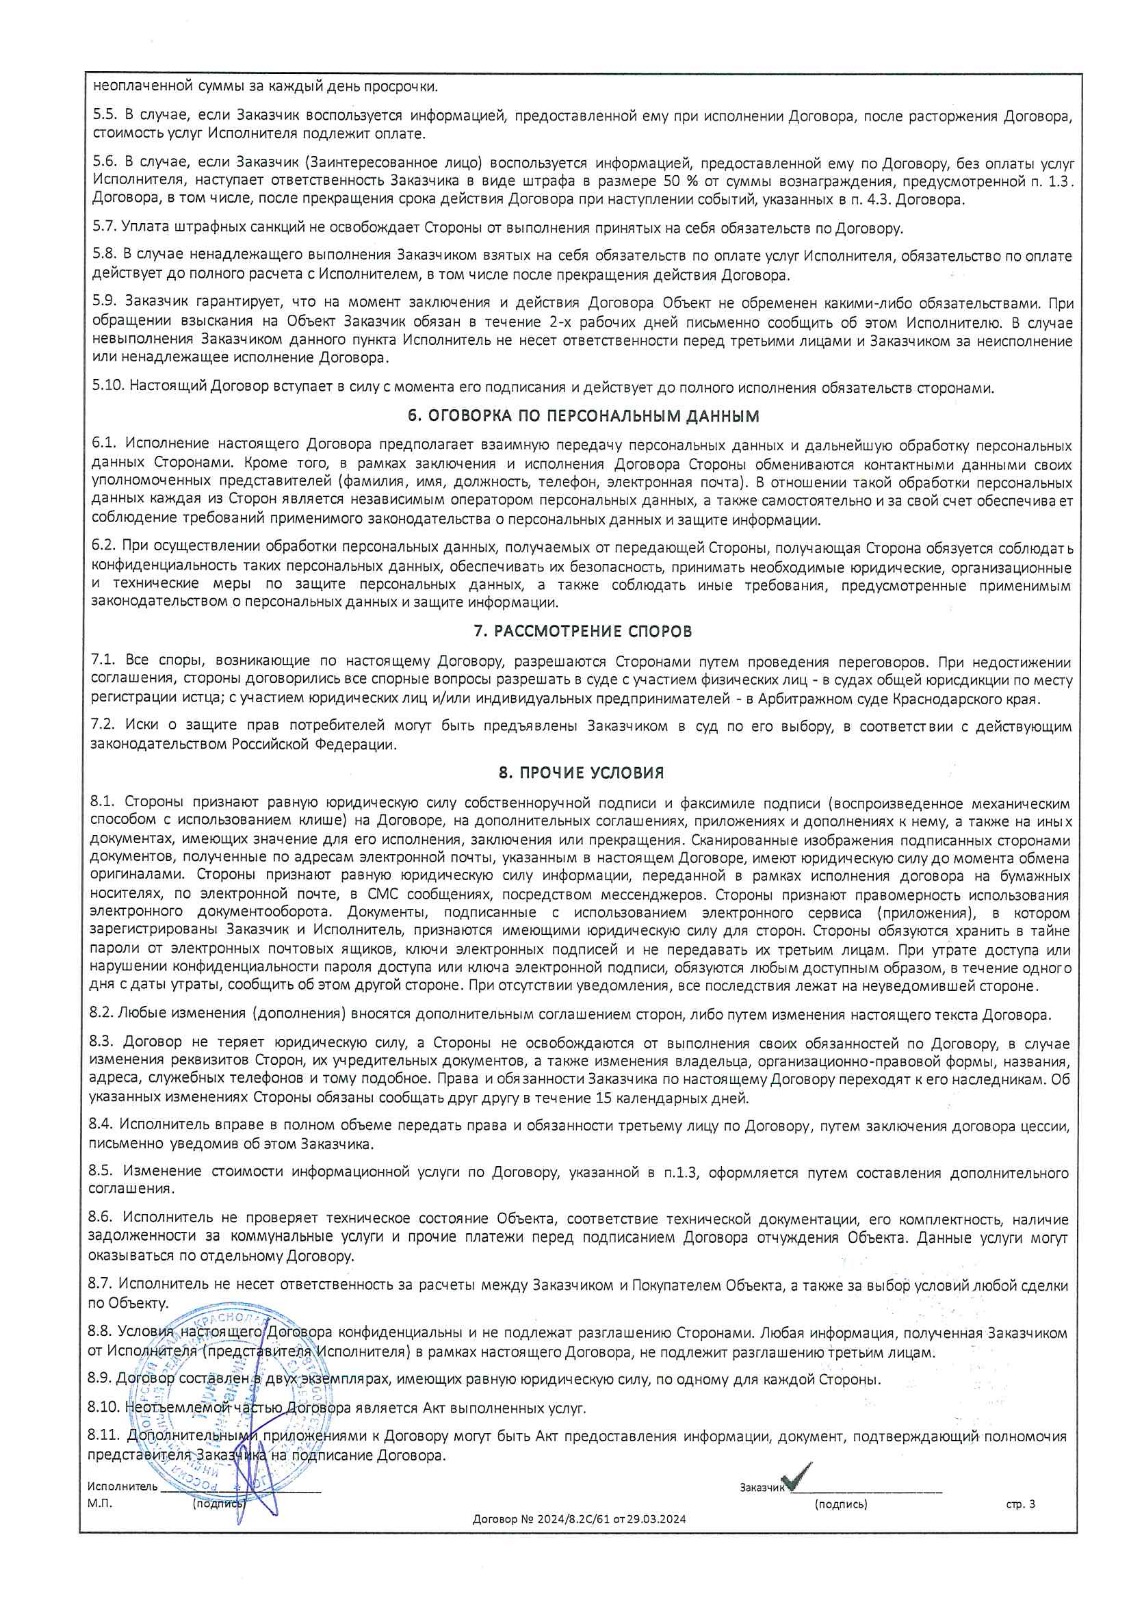 неоплаченной суммы за каждый день просрочки.
5.5. В случае, если Заказчик воспользуется информацией, предоставленной ему при исполнении Договора, после расторжения Договора,
стоимость услуг Исполнителя подлежит оплате.
5.6. В случае, если Заказчик (Заинтересованное лицо) воспользуется информацией, предоставленной ему по Договору, без оплаты услуг
Исполнителя, наступает ответственность Заказчика в виде штрафа в размере 50 % от суммы вознаграждения, предусмотренной п. 1.3.
Договора, в том числе, после прекращения срока действия Договора при наступлении событий, указанных в п. 4.3. Договора.
5.7. Уплата штрафных санкций не освобождает Стороны от выполнения принятых на себя обязательств по Договору.
5.8. В случае ненадлежащего выполнения Заказчиком взятых на себя обязательств по оплате услуг Исполнителя, обязательство по оплате
действует до полного расчета с Исполнителем, в том числе после прекращения действия Договора.
5.9. Заказчик гарантирует, что на момент заключения и действия Договора Объект не обременен какими-либо обязательствами. При
обращении взыскания на Объект Заказчик обязан в течение 2-х рабочих дней письменно сообщить об этом Исполнителю. В случае
невыполнения Заказчиком данного пункта Исполнитель не несет ответственности перед третьими лицами и Заказчиком за неисполнение
или ненадлежащее исполнение Договора.
5.10. Настоящий Договор вступает в силу с момента его подписания и действует до полного исполнения обязательств сторонами.
6. ОГОВОРКА ПО ПЕРСОНАЛЬНЫМ ДАННЫМ
6.1. Исполнение настоящего Договора предполагает взаимную передачу персональных данных и дальнейшую обработку персональных
данных Сторонами. Кроме того, в рамках заключения и исполнения Договора Стороны обмениваются контактными данными своих
уполномоченных представителей (фамилия, имя, должность, телефон, электронная почта). В отношении такой обработки персональных
данных каждая из Сторон является независимым оператором персональных данных, а также самостоятельно и за свой счет обеспечивает
соблюдение требований применимого законодательства о персональных данных и защите информации.
6.2. При осуществлении обработки персональных данных, получаемых от передающей Стороны, получающая Сторона обязуется соблюдать
конфиденциальность таких персональных данных, обеспечивать их безопасность, принимать необходимые юридические, организационные
и технические меры по защите персональных данных, а также соблюдать иные требования, предусмотренные применимым
законодательством о персональных данных и защите информации.
7. РАССМОТРЕНИЕ СПОРОВ
7.1. Все споры, возникающие по настоящему Договору, разрешаются Сторонами путем проведения переговоров. При недостижении
соглашения, стороны договорились все спорные вопросы разрешать в суде с участием физических лиц - в судах общей юрисдикции по месту
регистрации истца; с участием юридических лиц и/или индивидуальных предпринимателей - в Арбитражном суде Краснодарского края.
7.2. Иски о защите прав потребителей могут быть предъявлены Заказчиком в суд по его выбору, в соответствии с действующим
законодательством Российской Федерации.
8. ПРОЧИЕ УСЛОВИЯ
8.1. Стороны признают равную юридическую силу собственноручной подписи и факсимиле подписи (воспроизведенное механическим
способом с использованием клише) на Договоре, на дополнительных соглашениях, приложениях и дополнениях к нему, а также на иных
документах, имеющих значение для его исполнения, заключения или прекращения. Сканированные изображения подписанных сторонами
документов, полученные по адресам электронной почты, указанным в настоящем Договоре, имеют юридическую силу до момента обмена
оригиналами. Стороны признают равную юридическую силу информации, переданной в рамках исполнения договора на бумажных
носителях, по электронной почте, в СМС сообщениях, посредством мессенджеров. Стороны признают правомерность использования
электронного документооборота. Документы, подписанные с использованием электронного сервиса (приложения), в котором
зарегистрированы Заказчик и Исполнитель, признаются имеющими юридическую силу для сторон. Стороны обязуются хранить в тайне
пароли от электронных почтовых ящиков, ключи электронных подписей и не передавать их третьим лицам. При утрате доступа или
нарушении конфиденциальности пароля доступа или ключа электронной подписи, обязуются любым доступным образом, в течение одного
дня с даты утраты, сообщить об этом другой стороне. При отсутствии уведомления, все последствия лежат на неуведомившей стороне.
8.2. Любые изменения (дополнения) вносятся дополнительным соглашением сторон, либо путем изменения настоящего текста Договора.
8.3. Договор не теряет юридическую силу, а Стороны не освобождаются от выполнения своих обязанностей по Договору, в случае
изменения реквизитов Сторон, их учредительных документов, а также изменения владельца, организационно-правовой формы, названия,
адреса, служебных телефонов и тому подобное. Права и обязанности Заказчика по настоящему Договору переходят к его наследникам. Об
указанных изменениях Стороны обязаны сообщать друг другу в течение 15 календарных дней.
8.4. Исполнитель вправе в полном объеме передать права и обязанности третьему лицу по Договору, путем заключения договора цессии,
письменно уведомив об этом Заказчика.
8.5. Изменение стоимости информационной услуги по Договору, указанной в п.1.3, оформляется путем составления дополнительного
соглашения.
8.6. Исполнитель не проверяет техническое состояние Объекта, соответствие технической документации, его комплектность, наличие
задолженности за коммунальные услуги и прочие платежи перед подписанием Договора отчуждения Объекта. Данные услуги могут
оказываться по отдельному Договору.
8.7. Исполнитель не несет ответственность за расчеты между Заказчиком и Покупателем Объекта, а также за выбор условий любой сделки
по Объекту.
8.8. Условия настоящего Договора конфиденциальны и не подлежат разглашению Сторонами. Любая информация, полученная Заказчиком
от Исполнителя (представителя Исполнителя) в рамках настоящего Договора, не подлежит разглашению третьим лицам.
8.9. Договор составлен в двух экземплярах, имеющих равную юридическую силу, по одному для каждой Стороны.
8.10. Неотъемлемой частью Договора является Акт выполненных услуг.
8.11. Дополнительными приложениями к Договору могут быть Акт предоставления информации, документ, подтверждающий полномочия
представителя Заказчика на подписание Договора.
Исполнитель Заказчик
М.П. (подпись) (подпись) стр. 3
Договор № 2024/8.2С/61 от 29.03.2024